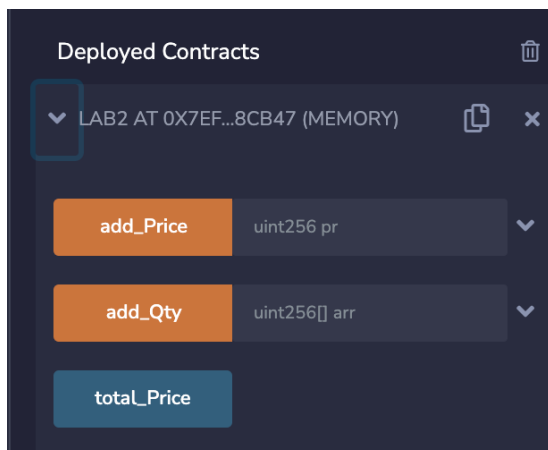 Deployed Contracts
LAB2 AT 0X7EF...8CB47 (MEMORY)
add_Price uint256 pr
add_Qty uint256[] arr
total_Price